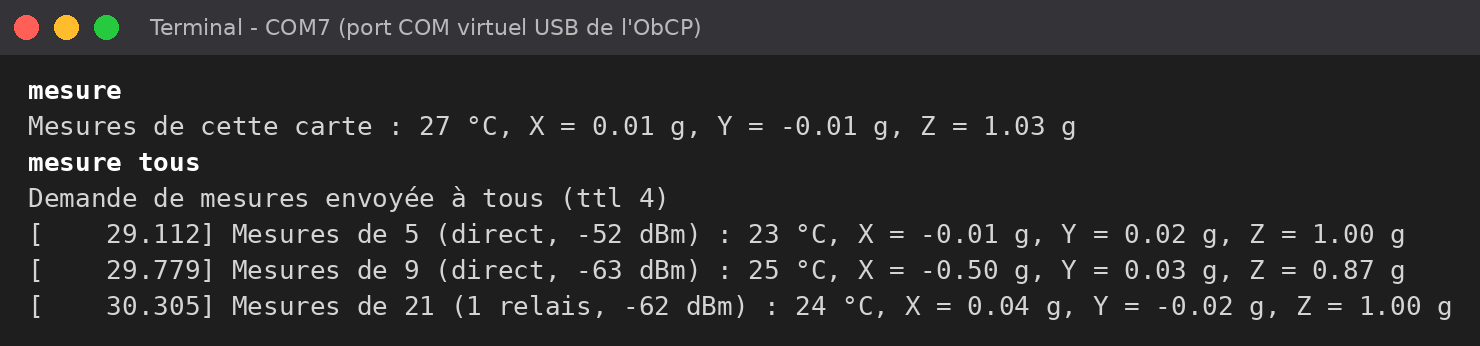 Terminal - COM7 (port COM virtuel USB de l'ObCP)
mesure
Mesures de cette carte : 27 °C, X = 0.01 g, Y = -0.01 g, Z = 1.03 g
mesure tous
Demande de mesures envoyée à tous (ttl 4)
[    29.112] Mesures de 5 (direct, -52 dBm) : 23 °C, X = -0.01 g, Y = 0.02 g, Z = 1.00 g
[    29.779] Mesures de 9 (direct, -63 dBm) : 25 °C, X = -0.50 g, Y = 0.03 g, Z = 0.87 g
[    30.305] Mesures de 21 (1 relais, -62 dBm) : 24 °C, X = 0.04 g, Y = -0.02 g, Z = 1.00 g